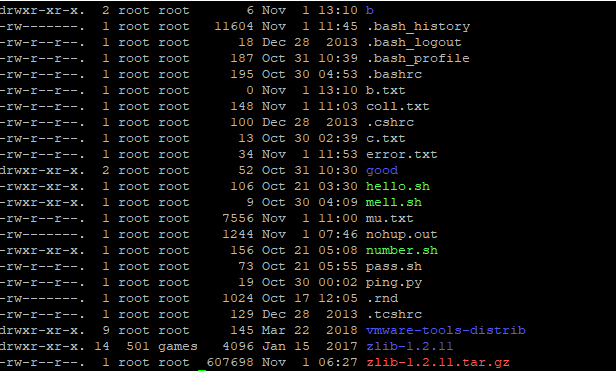 drwxr-xr-x. 2 root root 6 Nov 1 13:10 b
-rw-------. 1 root root 11604 Nov 1 11:45 .bash_history
-rw-r--r--. 1 root root 18 Dec 28 2013 .bash_logout
-rw-r--r--. 1 root root 187 Oct 31 10:39 .bash_profile
-rw-r--r--. 1 root root 195 Oct 30 04:53 .bashrc
-rw-r--r--. 1 root root 0 Nov 1 13:10 b.txt
-rw-r--r--. 1 root root 148 Nov 1 11:03 coll.txt
-rw-r--r--. 1 root root 100 Dec 28 2013 .cshrc
-rw-r--r--. 1 root root 13 Oct 30 02:39 c.txt
-rw-r--r--. 1 root root 34 Nov 1 11:53 error.txt
drwxr-xr-x. 2 root root 52 Oct 31 10:30 good
-rwxr-xr-x. 1 root root 106 Oct 21 03:30 hello.sh
-rwxr-xr-x. 1 root root 9 Oct 30 04:09 mell.sh
-rw-r--r--. 1 root root 7556 Nov 1 11:00 mu.txt
-rw-------. 1 root root 1244 Nov 1 07:46 nohup.out
-rwxr-xr-x. 1 root root 156 Oct 21 05:08 number.sh
-rw-r--r--. 1 root root 73 Oct 21 05:55 pass.sh
-rw-r--r--. 1 root root 19 Oct 30 00:02 ping.py
-rw-------. 1 root root 1024 Oct 17 12:05 .rnd
-rw-r--r--. 1 root root 129 Dec 28 2013 .tcshrc
drwxr-xr-x. 9 root root 145 Mar 22 2018 vmware-tools-distrib
drwxr-xr-x. 14 501 games 4096 Jan 15 2017 zlib-1.2.11
-rw-r--r--. 1 root root 607698 Nov 1 06:27 zlib-1.2.11.tar.gz